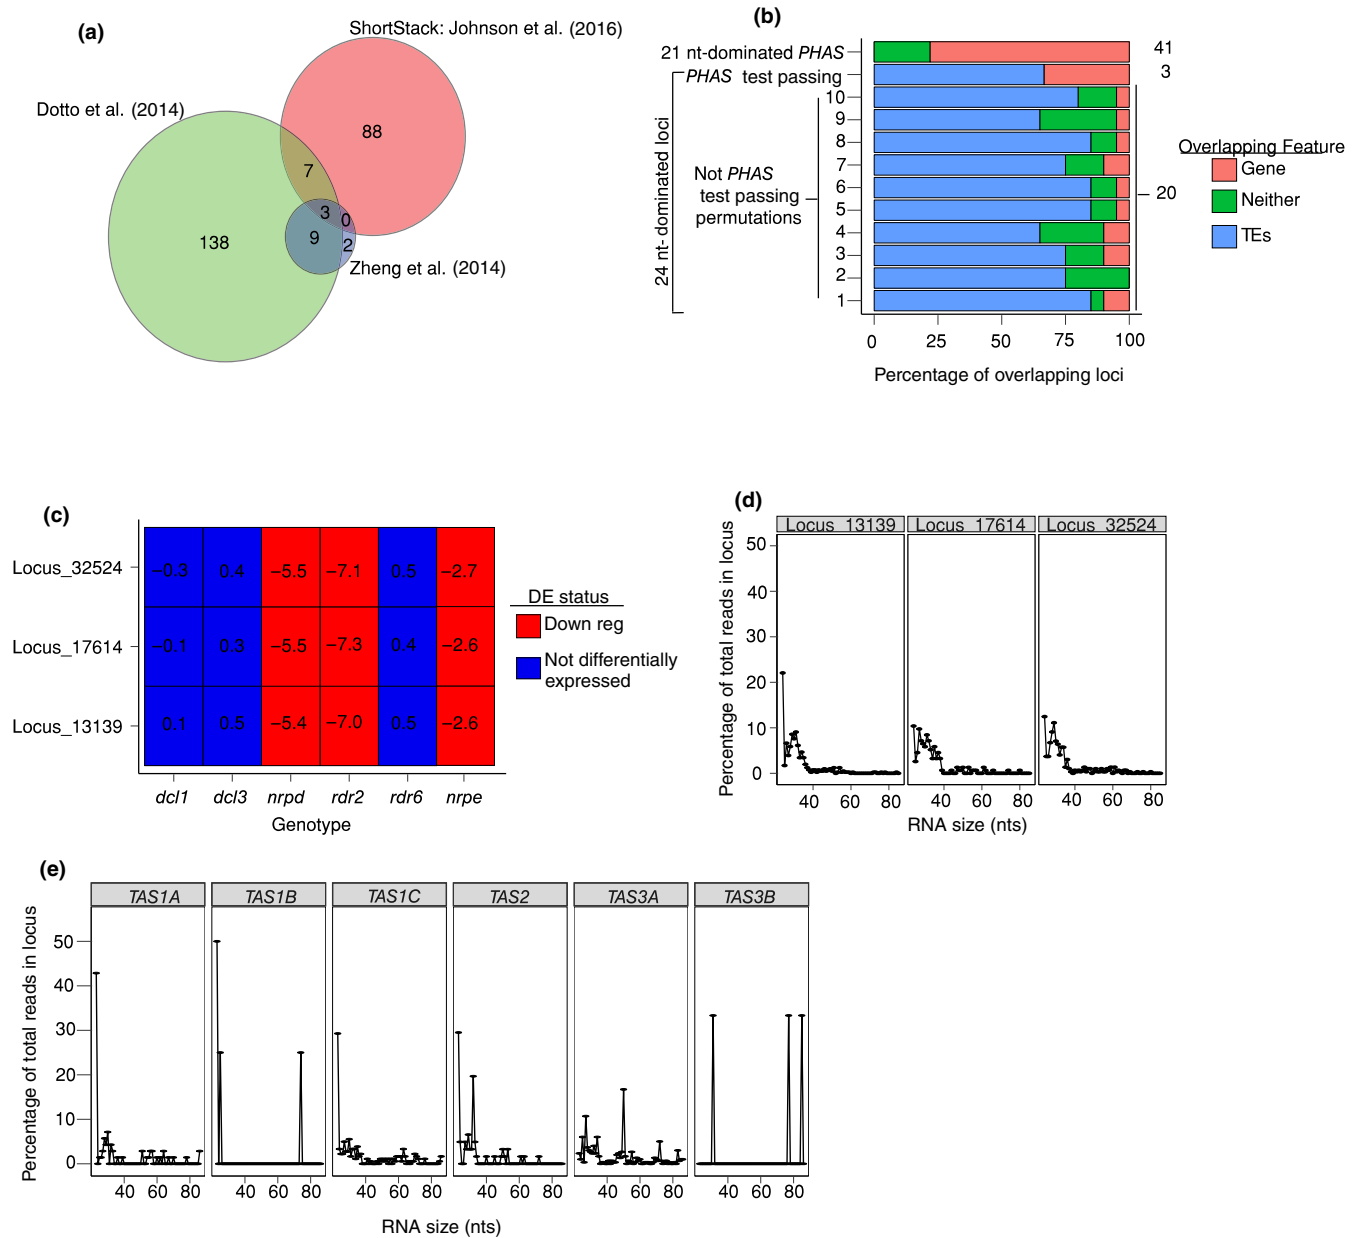 (a)
ShortStack: Johnson et al. (2016)
Dotto et al. (2014)
88
7
3
0
138
9
2
Zheng et al. (2014)
(b)
21 nt-dominated PHAS
41
PHAS test passing
3
24 nt- dominated loci
Not PHAS
test passing
permutations
10
9
8
7
6
5
4
3
2
1
20
0
25
50
75
100
Percentage of overlapping loci
Overlapping Feature
Gene
Neither
TEs
(c)
Locus_32524
−0.3
0.4
−5.5
−7.1
0.5
−2.7
Locus_17614
−0.1
0.3
−5.5
−7.3
0.4
−2.6
Locus_13139
0.1
0.5
−5.4
−7.0
0.5
−2.6
dcl1
dcl3
nrpd
rdr2
rdr6
nrpe
Genotype
DE status
Down reg
Not differentially
expressed
(d)
Percentage of total reads in locus
Locus_13139
Locus_17614
Locus_32524
50
40
30
20
10
0
40
60
80
40
60
80
40
60
80
RNA size (nts)
(e)
Percentage of total reads in locus
TAS1A
TAS1B
TAS1C
TAS2
TAS3A
TAS3B
50
40
30
20
10
0
40
60
80
40
60
80
40
60
80
40
60
80
40
60
80
40
60
80
RNA size (nts)